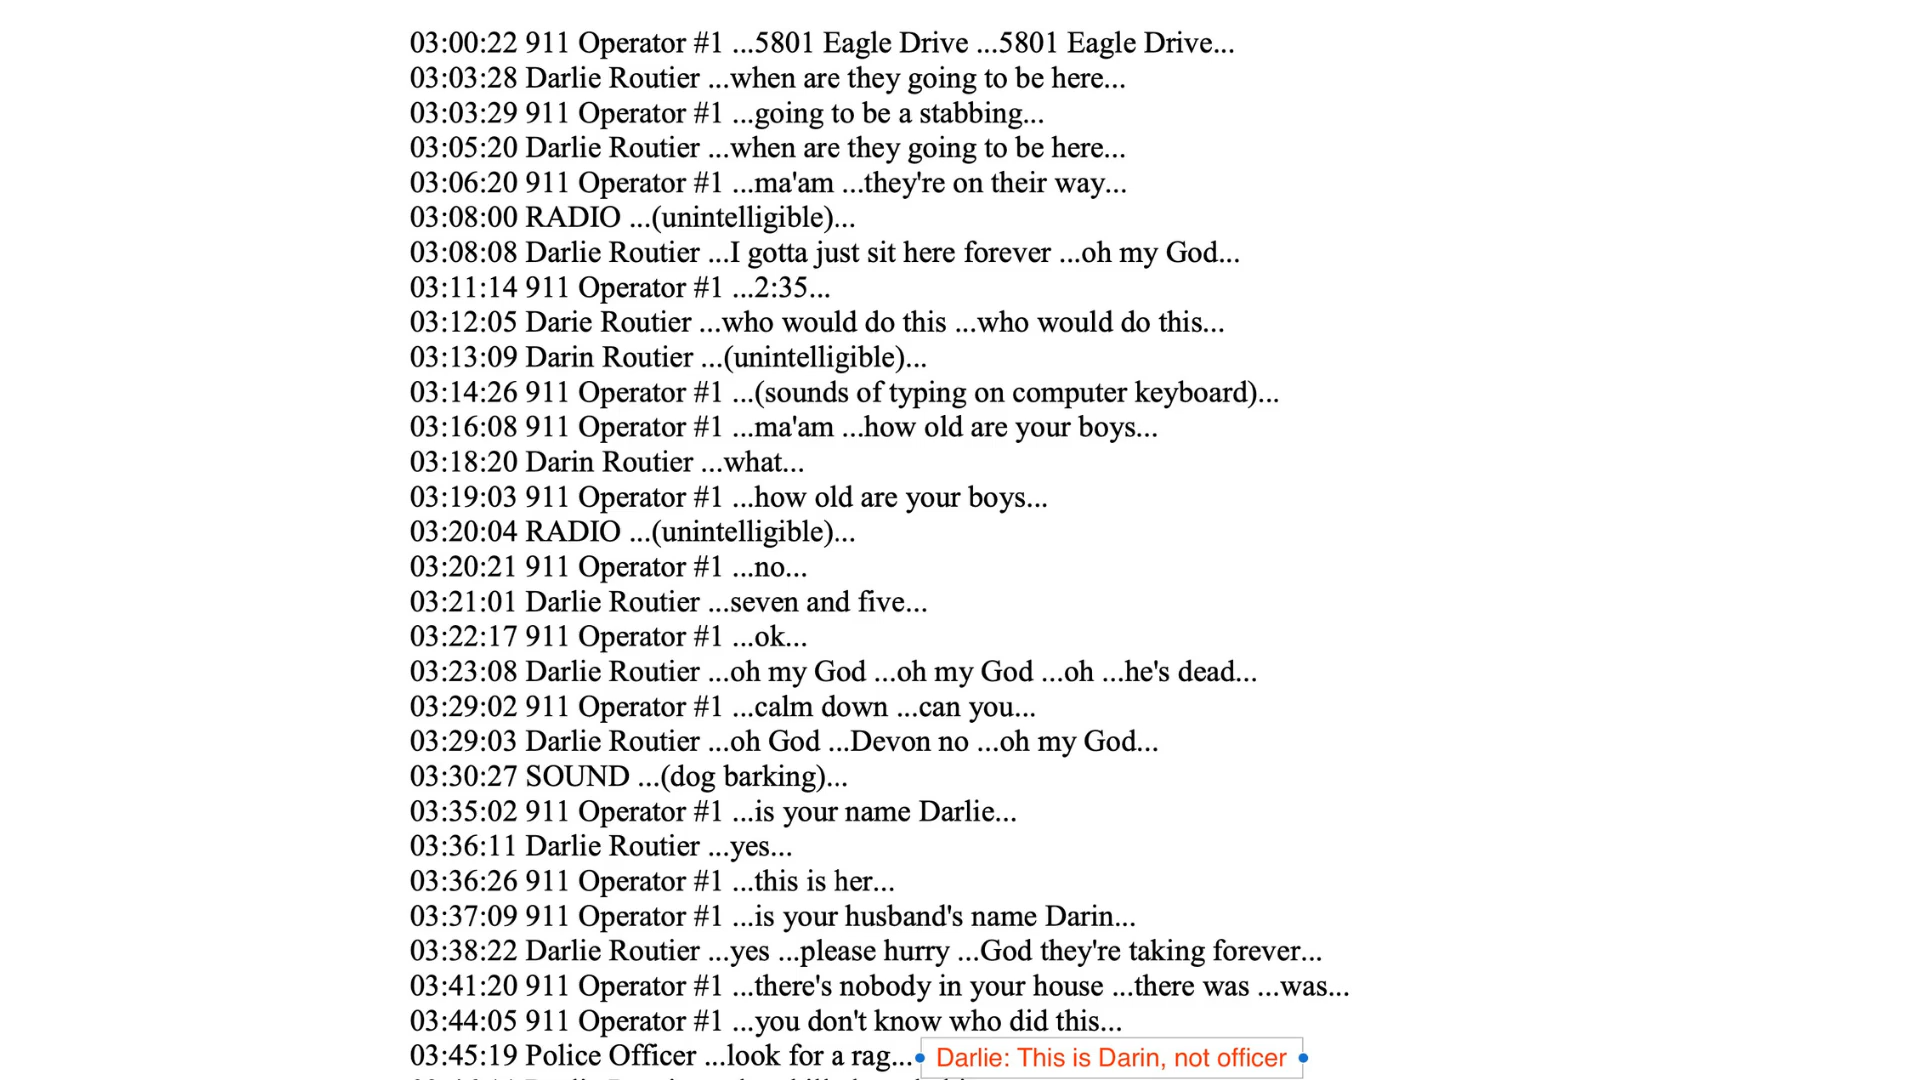 03:00:22 911 Operator #1 ...5801 Eagle Drive ...5801 Eagle Drive...
03:03:28 Darlie Routier ...when are they going to be here...
03:03:29 911 Operator #1 ...going to be a stabbing...
03:05:20 Darlie Routier ...when are they going to be here...
03:06:20 911 Operator #1 ...ma'am ...they're on their way...
03:08:00 RADIO ...(unintelligible)...
03:08:08 Darlie Routier ...I gotta just sit here forever ...oh my God...
03:11:14 911 Operator #1 ...2:35...
03:12:05 Darie Routier ...who would do this ...who would do this...
03:13:09 Darin Routier ...(unintelligible)...
03:14:26 911 Operator #1 ...(sounds of typing on computer keyboard)...
03:16:08 911 Operator #1 ...ma'am ...how old are your boys...
03:18:20 Darin Routier ...what...
03:19:03 911 Operator #1 ...how old are your boys...
03:20:04 RADIO ...(unintelligible)...
03:20:21 911 Operator #1 ...no...
03:21:01 Darlie Routier ...seven and five...
03:22:17 911 Operator #1 ...ok...
03:23:08 Darlie Routier ...oh my God ...oh my God ...oh ...he's dead...
03:29:02 911 Operator #1 ...calm down ...can you...
03:29:03 Darlie Routier ...oh God ...Devon no ...oh my God...
03:30:27 SOUND ...(dog barking)...
03:35:02 911 Operator #1 ...is your name Darlie...
03:36:11 Darlie Routier ...yes...
03:36:26 911 Operator #1 ...this is her...
03:37:09 911 Operator #1 ...is your husband's name Darin...
03:38:22 Darlie Routier ...yes ...please hurry ...God they're taking forever...
03:41:20 911 Operator #1 ...there's nobody in your house ...there was ...was...
03:44:05 911 Operator #1 ...you don't know who did this...
03:45:19 Police Officer ...look for a rag... Darlie: This is Darin, not officer